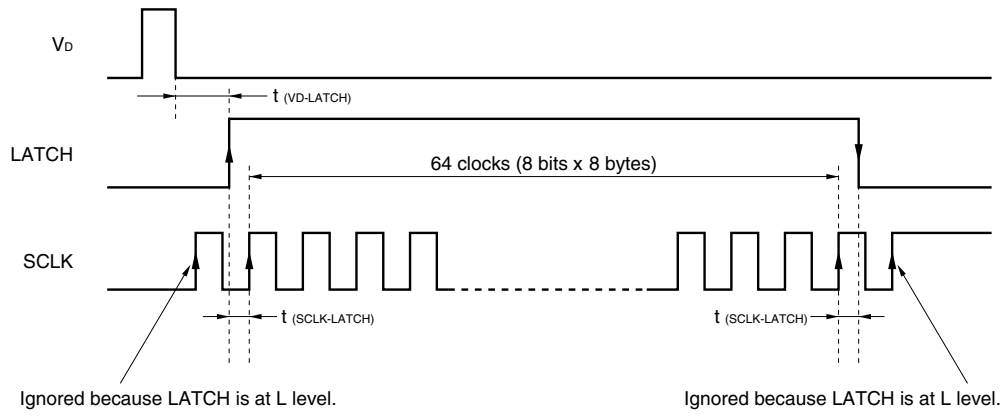 VD
t (VD-LATCH)
LATCH
64 clocks (8 bits x 8 bytes)
SCLK
t (SCLK-LATCH)
t (SCLK-LATCH)
Ignored because LATCH is at L level.
Ignored because LATCH is at L level.